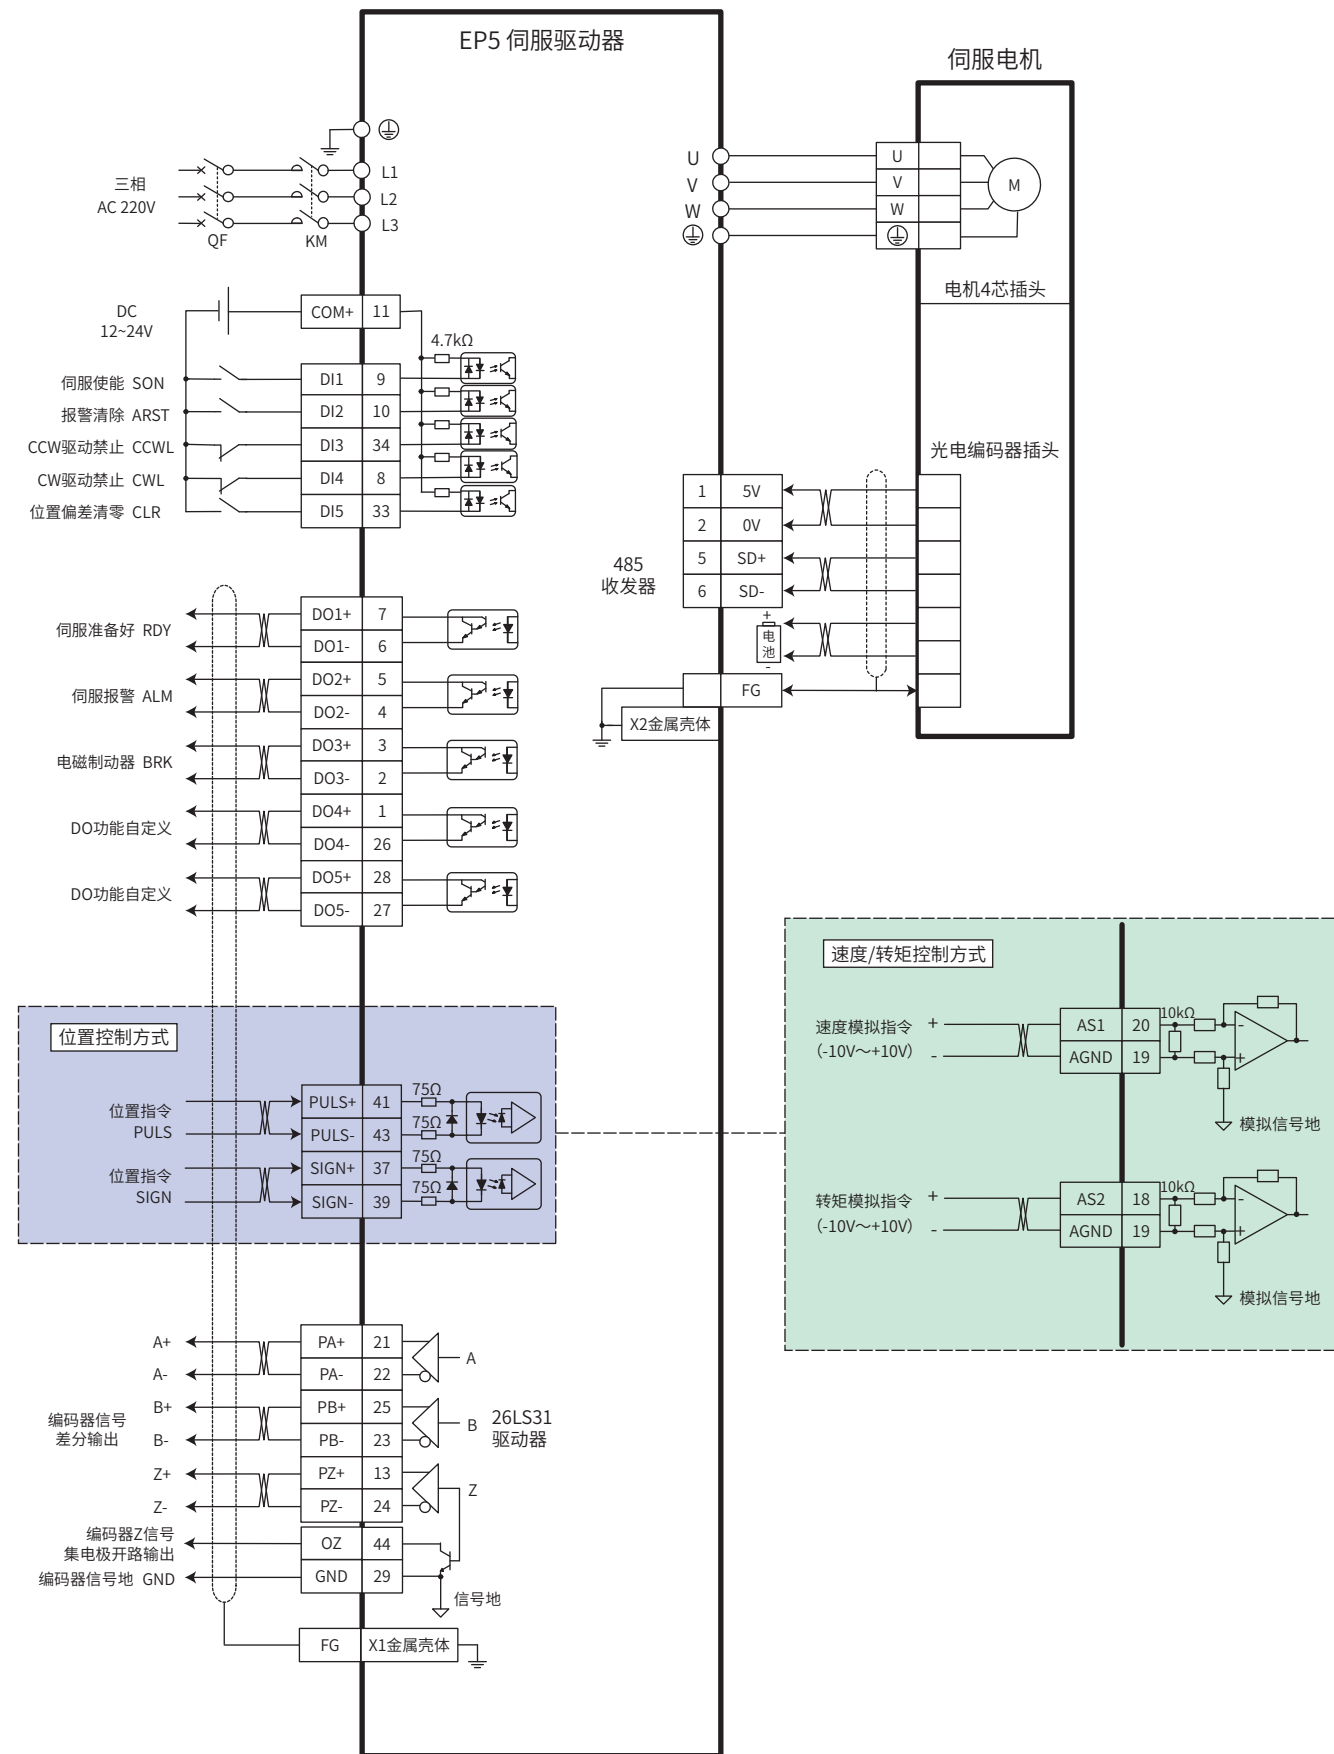 EP5 伺服驱动器
伺服电机
三相
AC 220V
QF
KM
L1
L2
L3
U
V
W
U
V
W
M
电机4芯插头
DC
12~24V
COM+ 11
4.7kΩ
伺服使能 SON DI1 9
报警清除 ARST DI2 10
CCW驱动禁止 CCWL DI3 34
CW驱动禁止 CWL DI4 8
位置偏差清零 CLR DI5 33
光电编码器插头
485
收发器
1 5V
2 0V
5 SD+
6 SD-
+
电
池
-
FG
X2金属壳体
伺服准备好 RDY
DO1+ 7
DO1- 6
伺服报警 ALM
DO2+ 5
DO2- 4
电磁制动器 BRK
DO3+ 3
DO3- 2
DO功能自定义
DO4+ 1
DO4- 26
DO功能自定义
DO5+ 28
DO5- 27
位置控制方式
位置指令
PULS
PULS+ 41 75Ω
PULS- 43 75Ω
位置指令
SIGN
SIGN+ 37 75Ω
SIGN- 39 75Ω
速度/转矩控制方式
速度模拟指令 +
(-10V～+10V) -
AS1 20 10kΩ -
AGND 19 +
模拟信号地
转矩模拟指令 +
(-10V～+10V) -
AS2 18 10kΩ -
AGND 19 +
模拟信号地
编码器信号
差分输出
A+ PA+ 21
A- PA- 22
A
B+ PB+ 25
B- PB- 23
B
26LS31
驱动器
Z+ PZ+ 13
Z- PZ- 24
Z
编码器Z信号
集电极开路输出
OZ 44
编码器信号地 GND GND 29
信号地
FG X1金属壳体